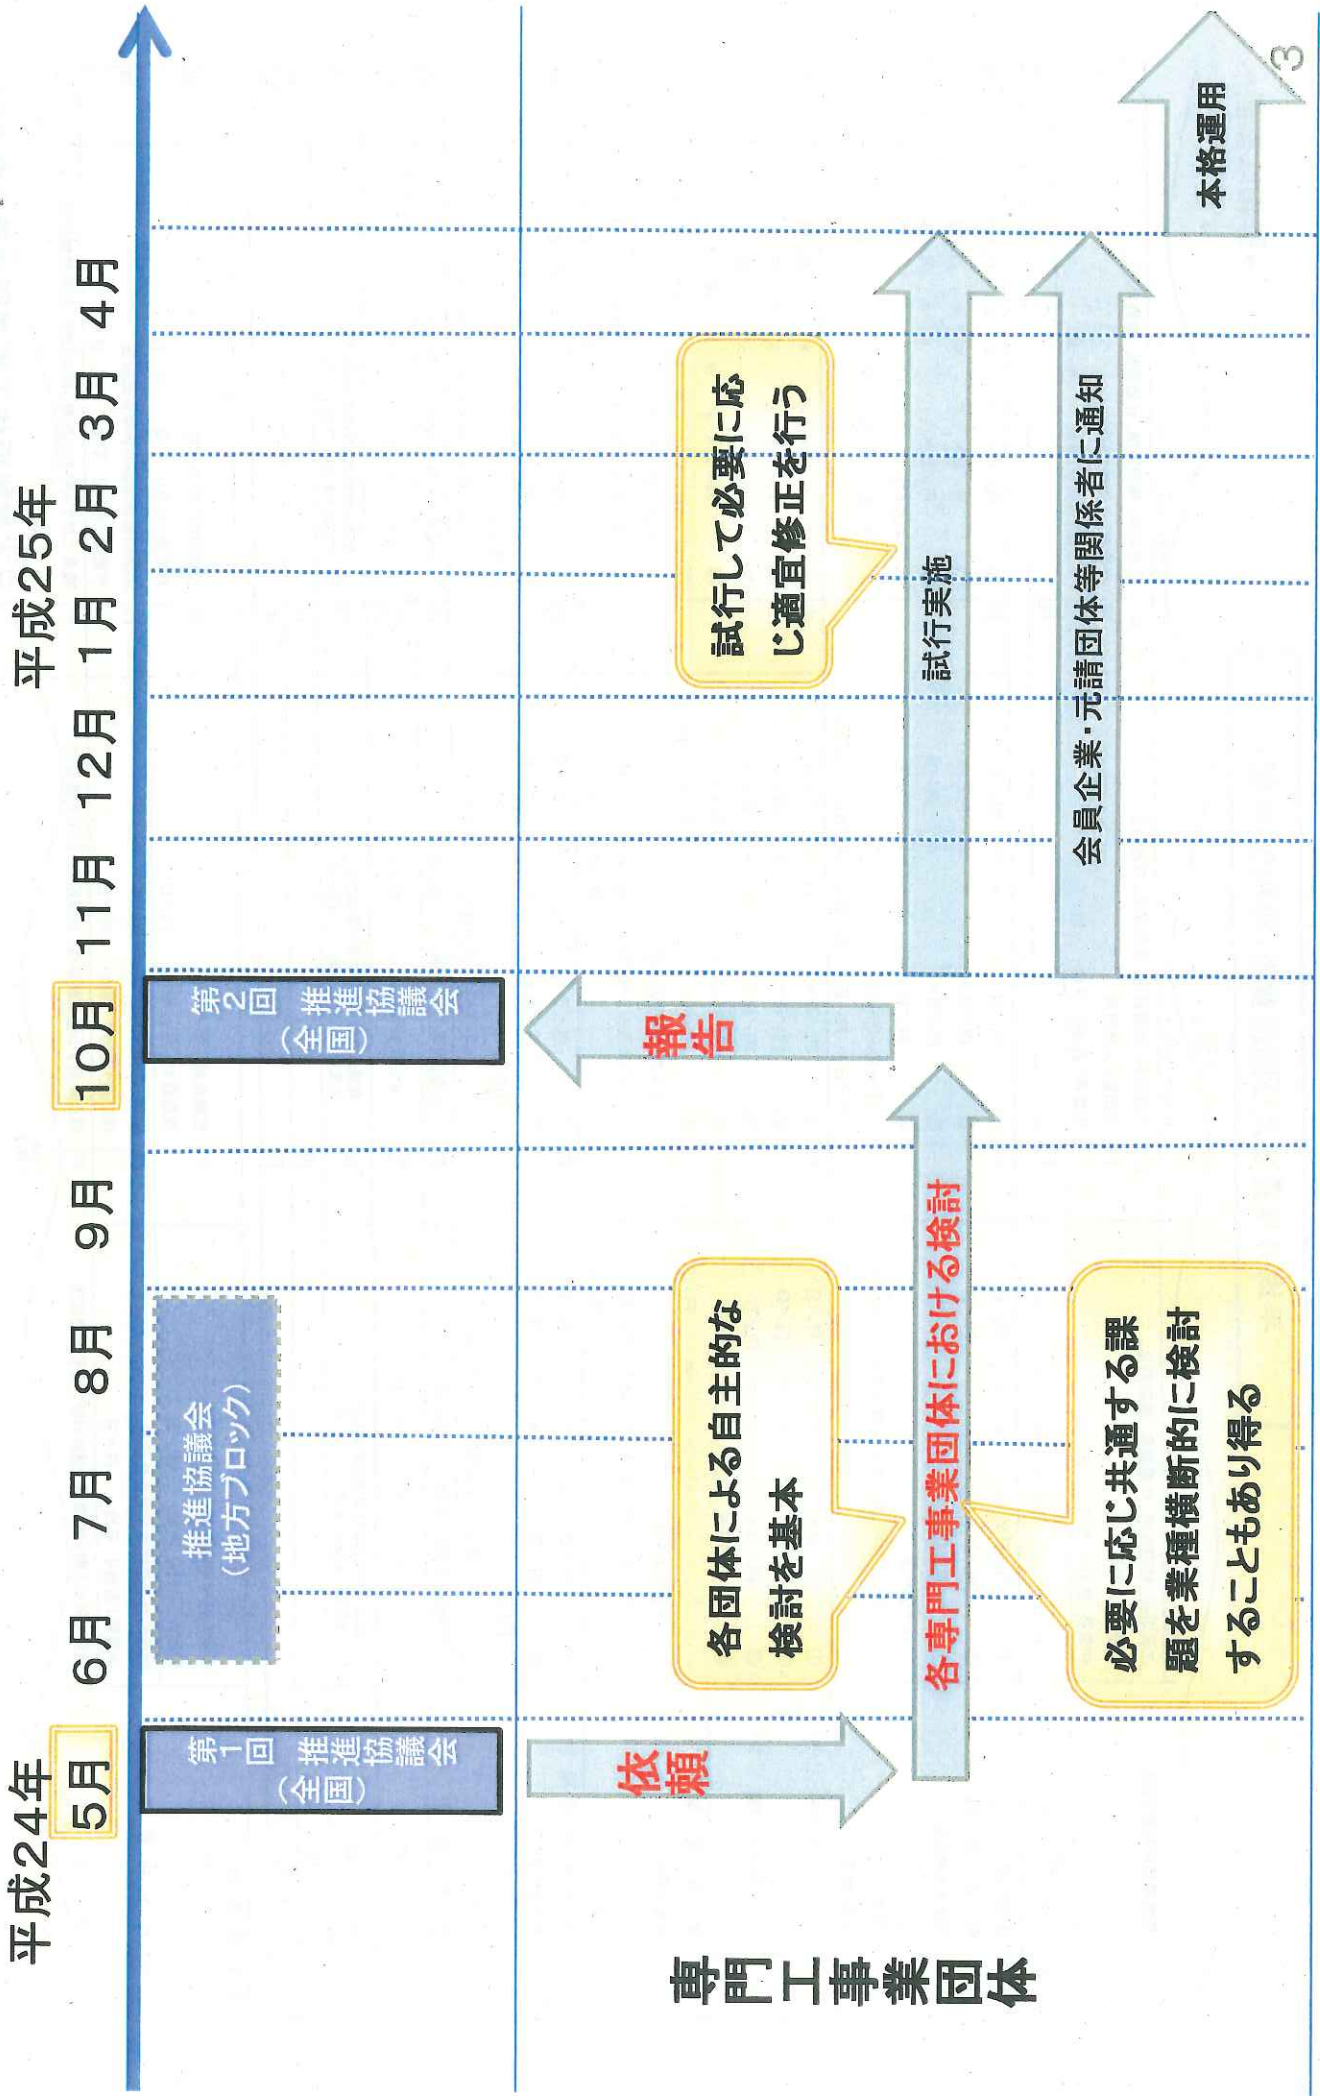 平成24年
平成25年
5月
6月
7月
8月
9月
10月
11月
12月
1月
2月
3月
4月
第1回 推進協議会
(全国)
推進協議会
(地方ブロック)
第2回 推進協議会
(全国)
専門工事業団体
依頼
報告
各団体による自主的な
検討を基本
各専門工事業団体における検討
必要に応じ共通する課
題を業種横断的に検討
することもあり得る
試行して必要に応
じ適宜修正を行う
試行実施
会員企業・元請団体等関係者に通知
本格運用
3